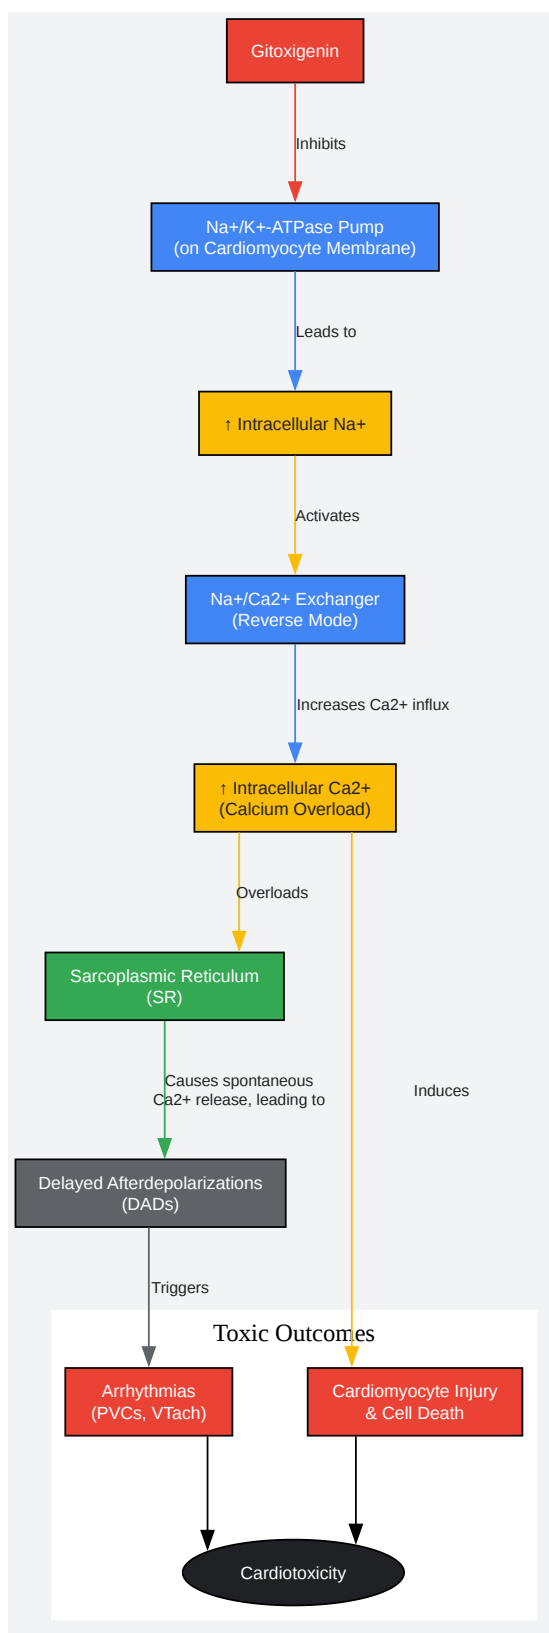 Gitoxigenin
Inhibits
Na+/K+-ATPase Pump
(on Cardiomyocyte Membrane)
Leads to
↑ Intracellular Na+
Activates
Na+/Ca2+ Exchanger
(Reverse Mode)
Increases Ca2+ influx
↑ Intracellular Ca2+
(Calcium Overload)
Overloads
Sarcoplasmic Reticulum
(SR)
Causes spontaneous
Ca2+ release, leading to
Induces
Delayed Afterdepolarizations
(DADs)
Triggers
Toxic Outcomes
Arrhythmias
(PVCs, VTach)
Cardiomyocyte Injury
& Cell Death
Cardiotoxicity